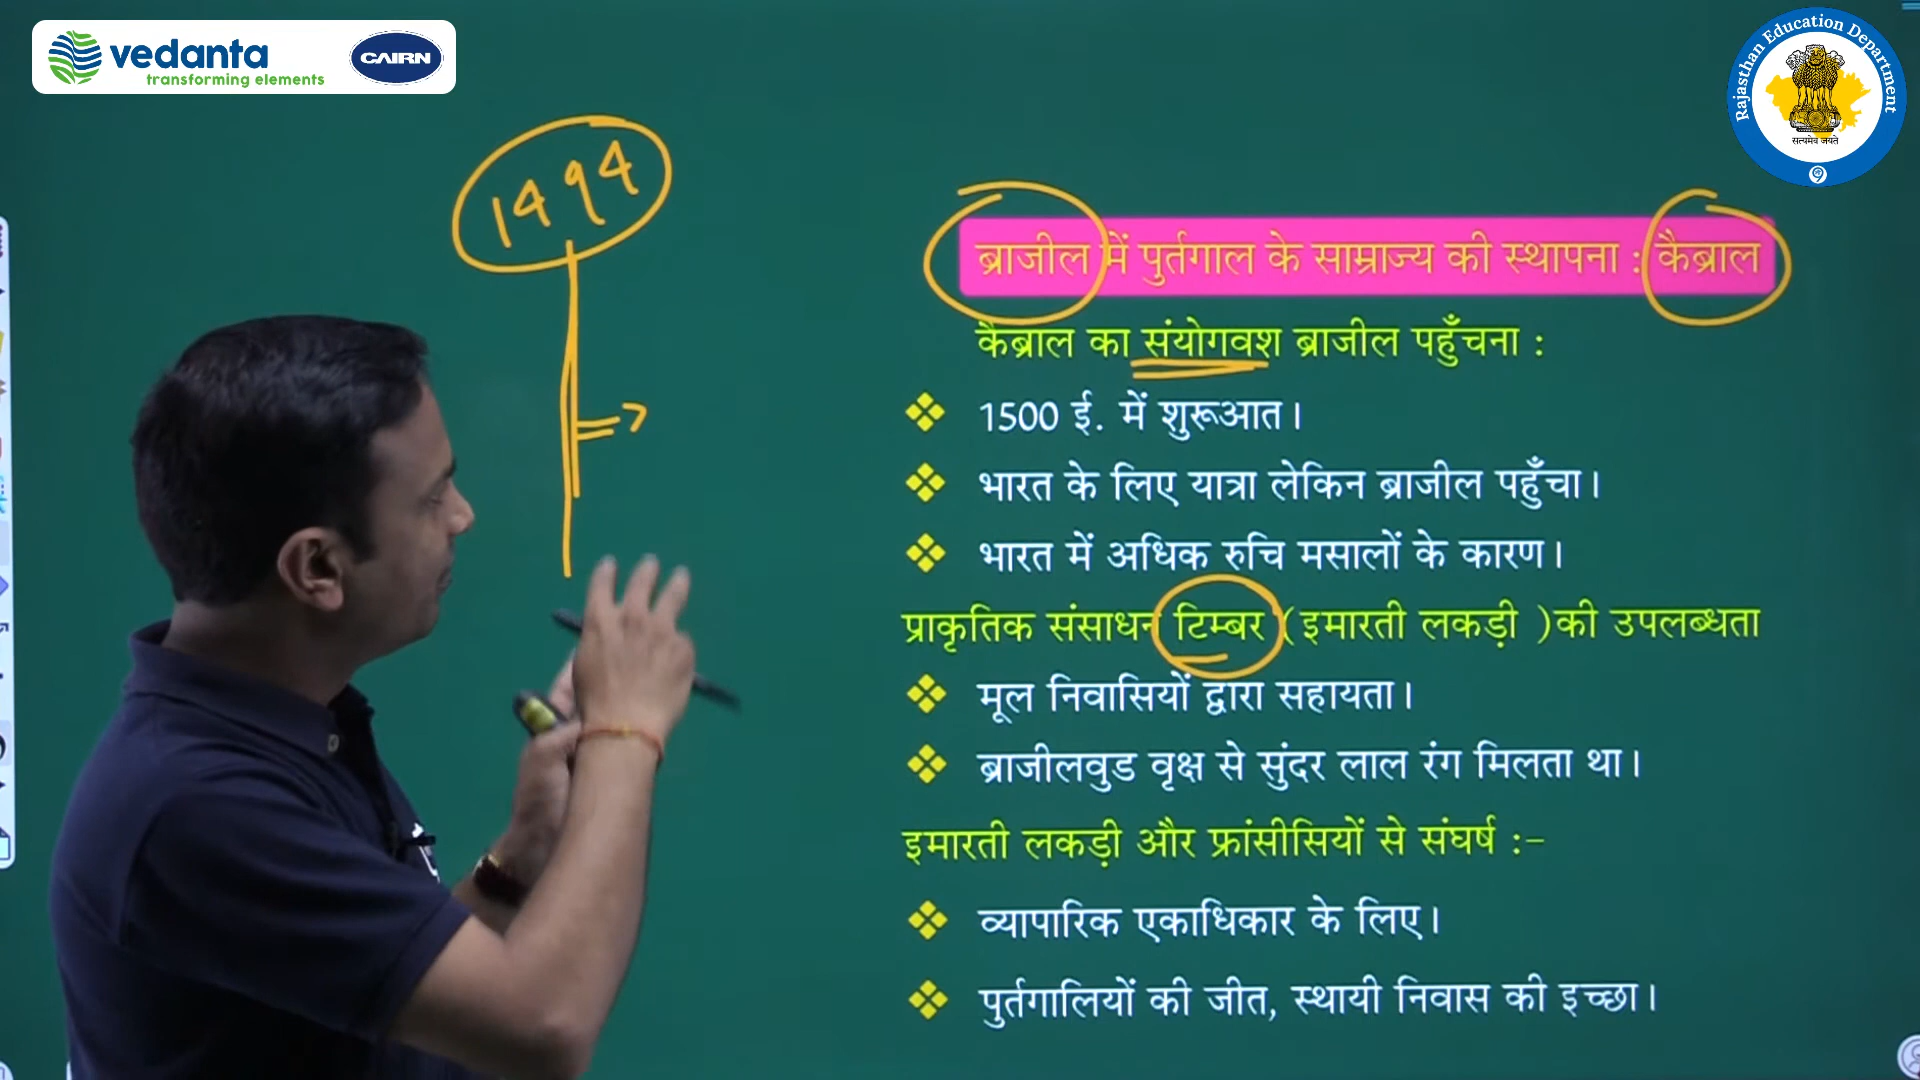 vedanta
transforming elements
CAIRN
Rajasthan Education Department
सत्यमेव जयते
1494
ब्राजील में पुर्तगाल के साम्राज्य की स्थापना : कैब्राल
कैब्राल का संयोगवश ब्राजील पहुँचना :
1500 ई. में शुरूआत।
भारत के लिए यात्रा लेकिन ब्राजील पहुँचा।
भारत में अधिक रुचि मसालों के कारण।
प्राकृतिक संसाधन टिम्बर (इमारती लकड़ी )की उपलब्धता
मूल निवासियों द्वारा सहायता।
ब्राजीलवुड वृक्ष से सुंदर लाल रंग मिलता था।
इमारती लकड़ी और फ्रांसीसियों से संघर्ष :-
व्यापारिक एकाधिकार के लिए।
पुर्तगालियों की जीत, स्थायी निवास की इच्छा।